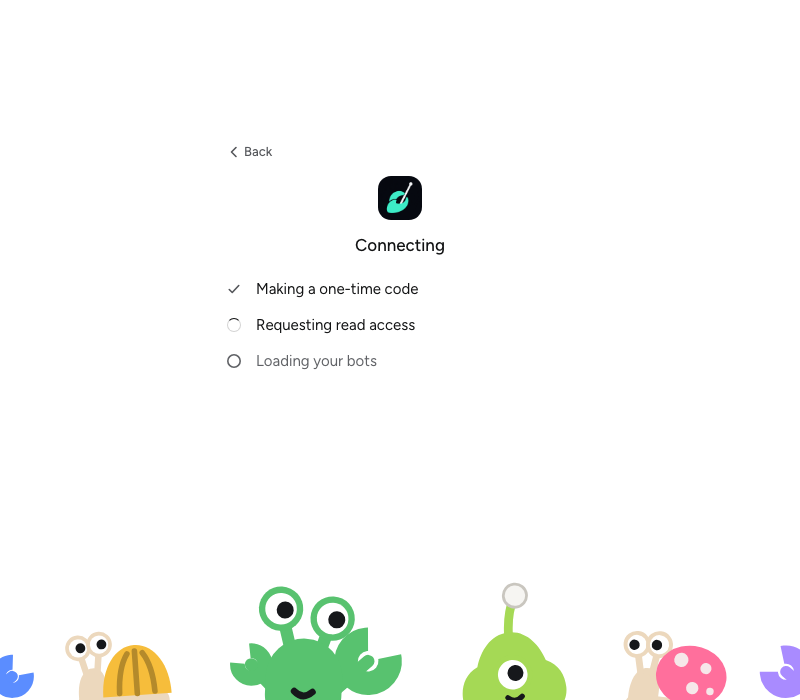 Back
Connecting
Making a one-time code
Requesting read access
Loading your bots